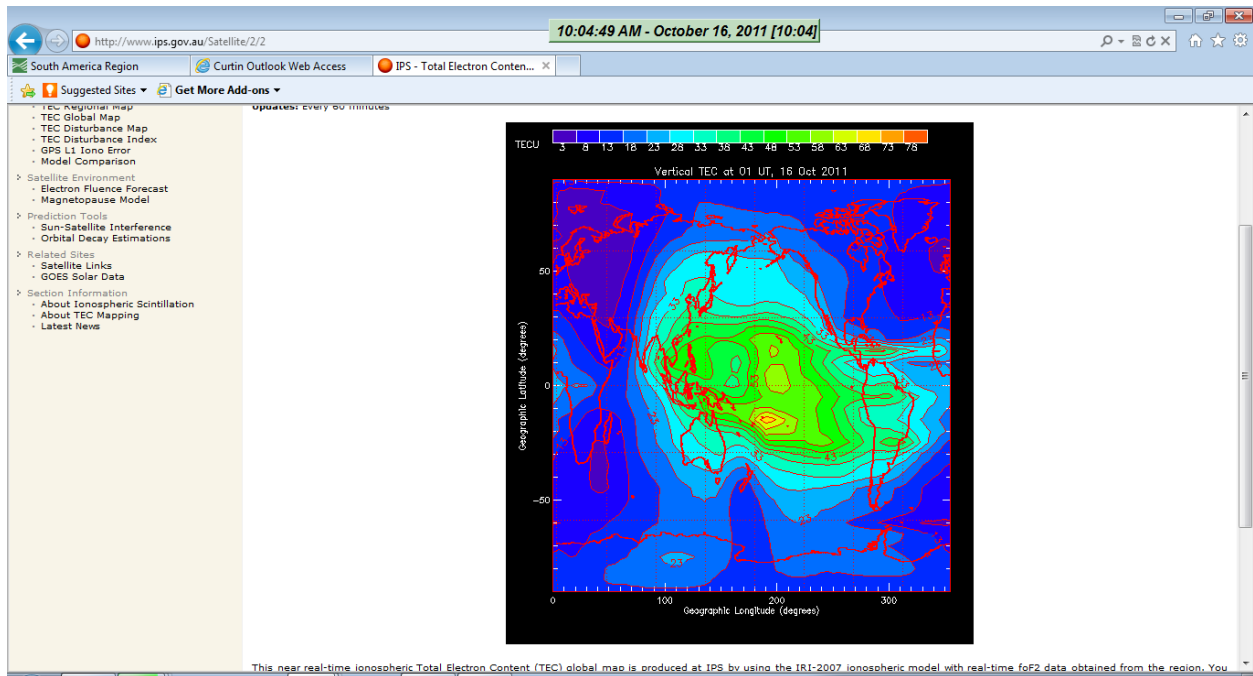 10:04:49 AM - October 16, 2011 [10:04]
http://www.ips.gov.au/Satellite/2/2
South America Region
Curtin Outlook Web Access
IPS - Total Electron Conten...
Suggested Sites
Get More Add-ons
TEC Regional Map
TEC Global Map
TEC Disturbance Map
TEC Disturbance Index
GPS L1 Iono Error
Model Comparison
Satellite Environment
Electron Fluence Forecast
Magnetopause Model
Prediction Tools
Sun-Satellite Interference
Orbital Decay Estimations
Related Sites
Satellite Links
GOES Solar Data
Section Information
About Ionospheric Scintillation
About TEC Mapping
Latest News
Updates: Every 60 minutes
TECU 3 8 13 18 23 28 33 38 43 48 53 58 63 68 73 78
Vertical TEC at 01 UT, 16 Oct 2011
Geographic Latitude (degrees)
50
0
-50
0 100 200 300
Geographic Longitude (degrees)
This near real-time ionospheric Total Electron Content (TEC) global map is produced at IPS by using the IRI-2007 ionospheric model with real-time foF2 data obtained from the region. You